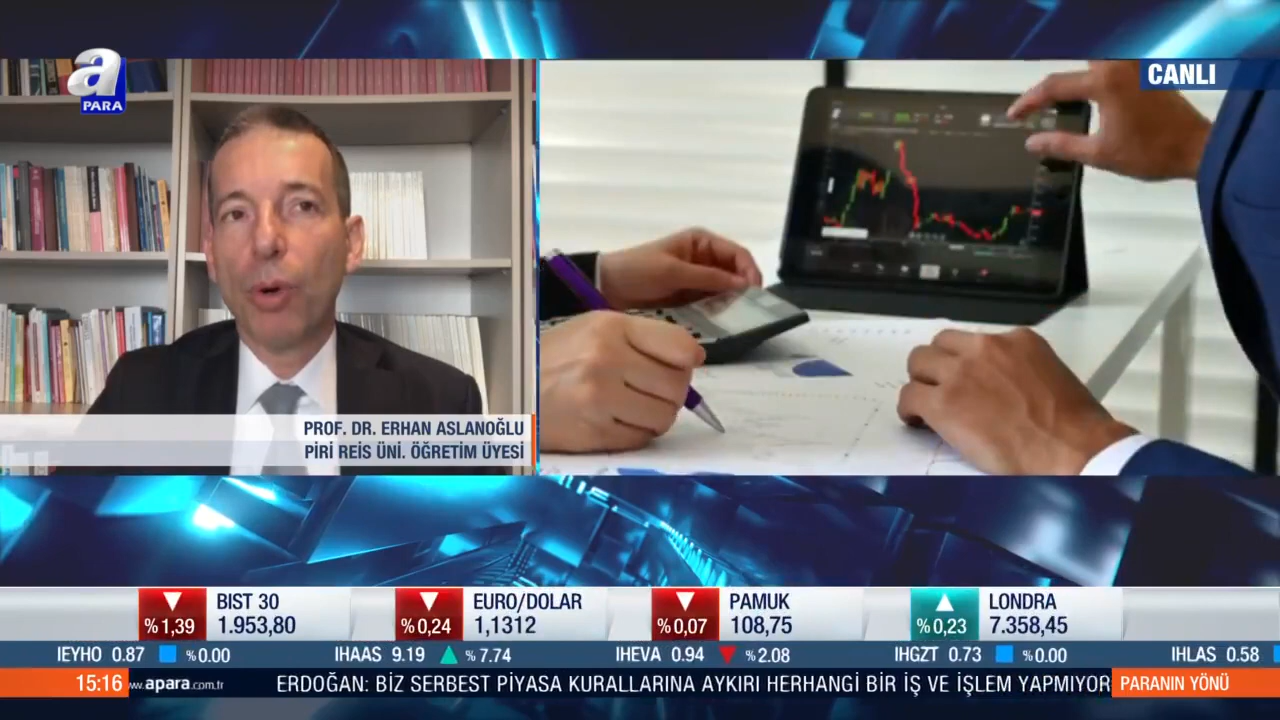 a
PARA
CANLI
PROF. DR. ERHAN ASLANOĞLU
PİRİ REİS ÜNİ. ÖĞRETİM ÜYESİ
%1,39 BIST 30 1.953,80
%0,24 EURO/DOLAR 1,1312
%0,07 PAMUK 108,75
%0,23 LONDRA 7.358,45
IEYHO 0.87 %0.00 IHAAS 9.19 %7.74 IHEVA 0.94 %2.08 IHGZT 0.73 %0.00 IHLAS 0.58
15:16 www.apara.com.tr ERDOĞAN: BİZ SERBEST PİYASA KURALLARINA AYKIRI HERHANGİ BİR İŞ VE İŞLEM YAPMIYOR PARANIN YÖNÜ